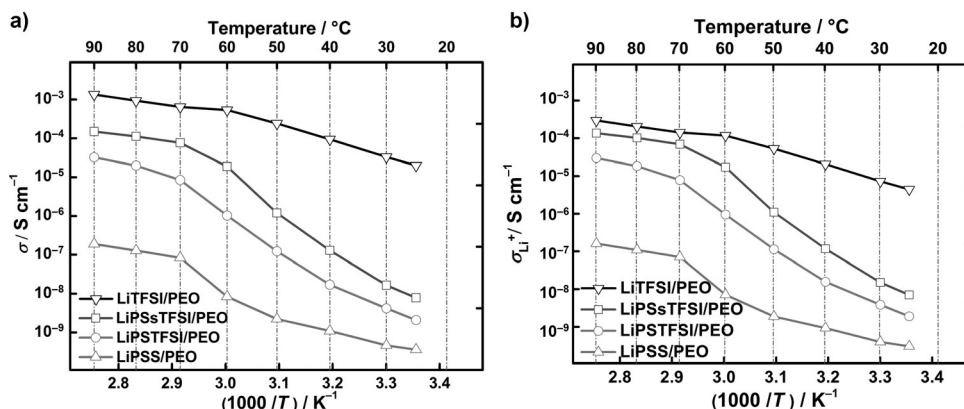 a)
Temperature / °C
90 80 70 60 50 40 30 20
σ / S cm⁻¹
10⁻³
10⁻⁴
10⁻⁵
10⁻⁶
10⁻⁷
10⁻⁸
10⁻⁹
LiTFSI/PEO
LiPSsTFSI/PEO
LiPSTFSI/PEO
LiPSS/PEO
2.8 2.9 3.0 3.1 3.2 3.3 3.4
(1000 /T) / K⁻¹
b)
Temperature / °C
90 80 70 60 50 40 30 20
σLi⁺ / S cm⁻¹
10⁻³
10⁻⁴
10⁻⁵
10⁻⁶
10⁻⁷
10⁻⁸
10⁻⁹
LiTFSI/PEO
LiPSsTFSI/PEO
LiPSTFSI/PEO
LiPSS/PEO
2.8 2.9 3.0 3.1 3.2 3.3 3.4
(1000 /T) / K⁻¹